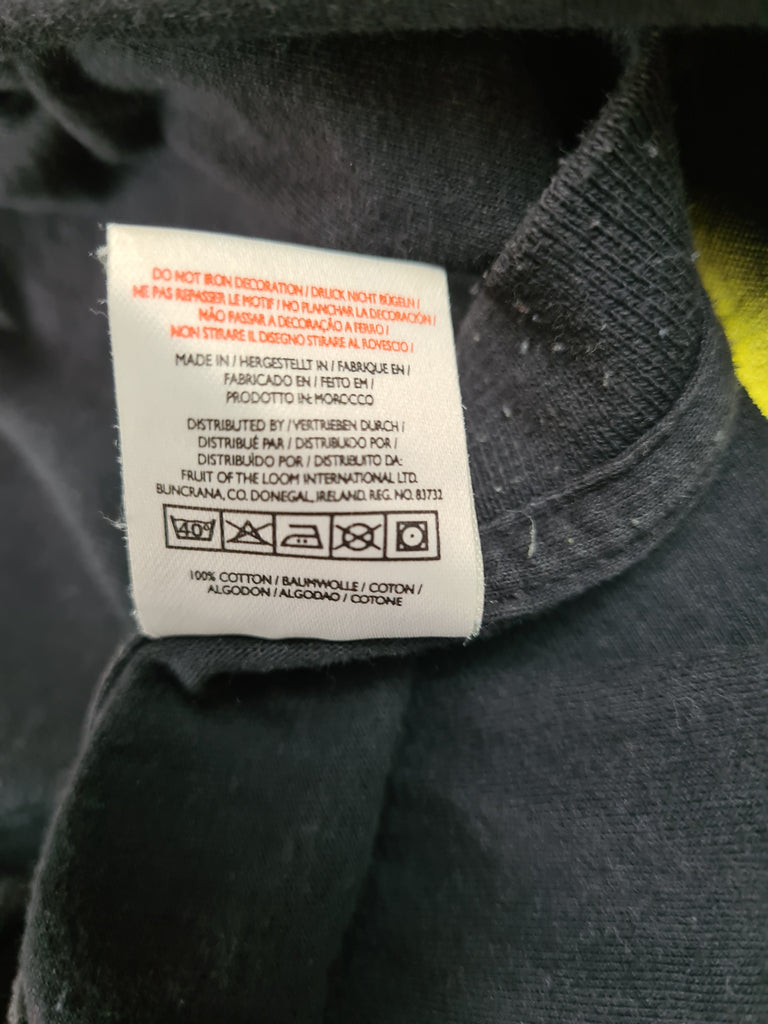 DO NOT IRON DECORATION / DRUCK NICHT BÜGELN /
NE PAS REPASSER LE MOTIF / NO PLANCHAR LA DECORACIÓN /
NÃO PASSAR A DECORAÇÃO A FERRO /
NON STIRARE IL DISEGNO STIRARE AL ROVESCIO /
MADE IN / HERGESTELLT IN / FABRIQUE EN /
FABRICADO EN / FEITO EM /
PRODOTTO IN: MOROCCO
DISTRIBUTED BY / VERTRIEBEN DURCH /
DISTRIBUÉ PAR / DISTRIBUIDO POR /
DISTRIBUÍDO POR / DISTRIBUITO DA:
FRUIT OF THE LOOM INTERNATIONAL LTD.
BUNCRANA, CO. DONEGAL, IRELAND. REG. NO. 83732
40°
100% COTTON / BAUMWOLLE / COTON /
ALGODON / ALGODAO / COTONE